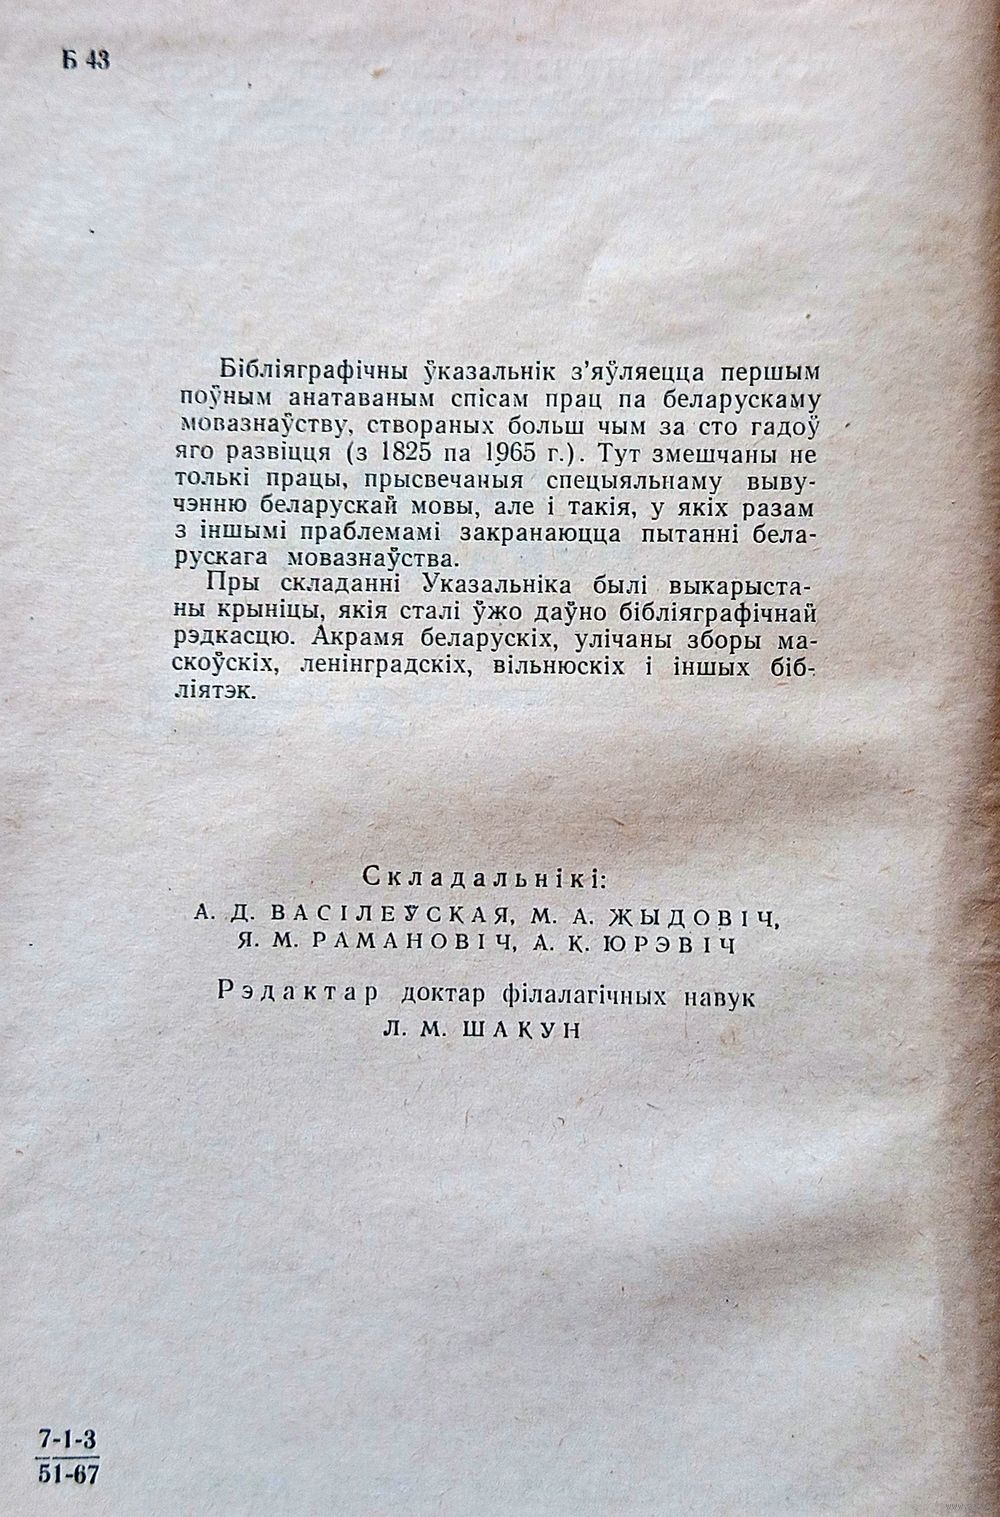 Б 43
Бібліяграфічны ўказальнік з’яўляецца першым
поўным анатаваным спісам прац па беларускаму
мовазнаўству, створаных больш чым за сто гадоў
яго развіцця (з 1825 па 1965 г.). Тут змешчаны не
толькі працы, прысвечаныя спецыяльнаму выву-
чэнню беларускай мовы, але і такія, у якіх разам
з іншымі праблемамі закранаюцца пытанні бела-
рускага мовазнаўства.
Пры складанні Указальніка былі выкарыста-
ны крыніцы, якія сталі ўжо даўно бібліяграфічнай
рэдкасцю. Акрамя беларускіх, улічаны зборы ма-
скоўскіх, ленінградскіх, вільнюскіх і іншых біб-
ліятэк.
Складальнікі:
А. Д. ВАСІЛЕЎСКАЯ, М. А. ЖЫДОВІЧ,
Я. М. РАМАНОВІЧ, А. К. ЮРЭВІЧ
Рэдактар доктар філалагічных навук
Л. М. ШАКУН
7-1-3
51-67